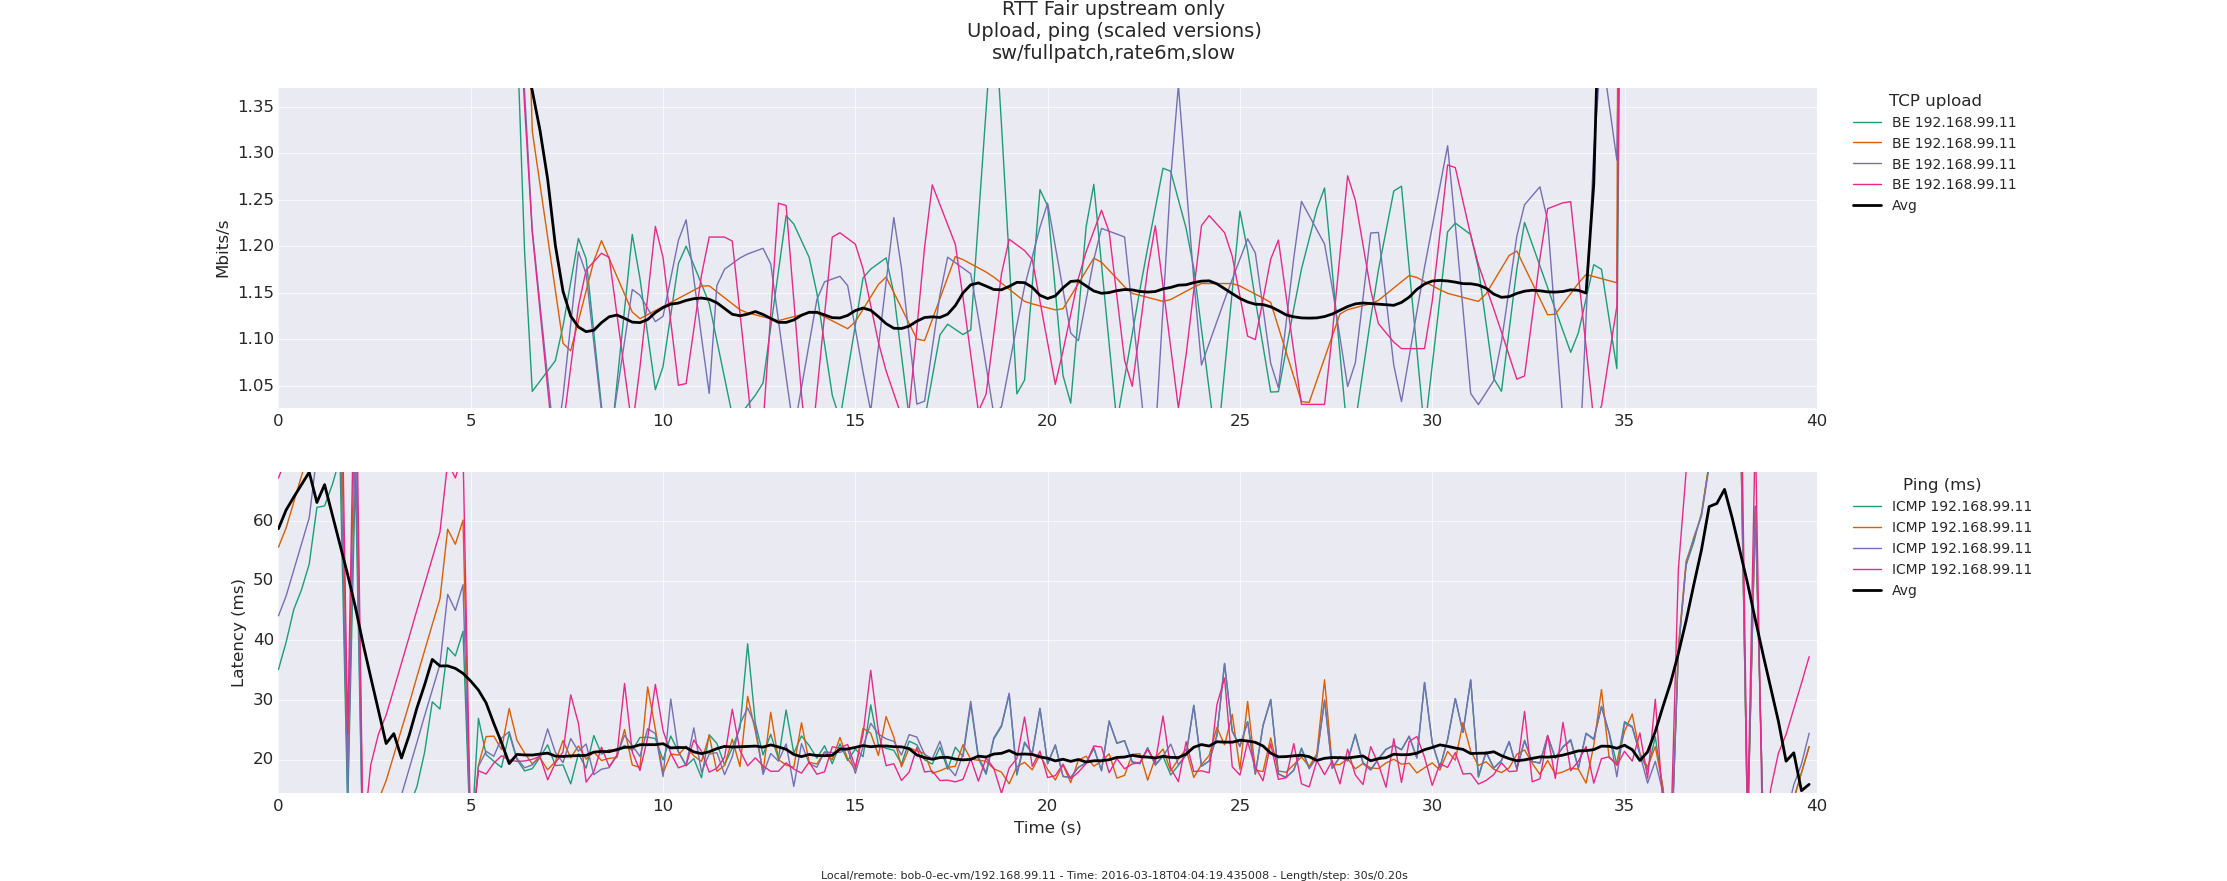 RTT Fair upstream only
Upload, ping (scaled versions)
sw/fullpatch,rate6m,slow
Mbits/s
1.35
1.30
1.25
1.20
1.15
1.10
1.05
0 5 10 15 20 25 30 35 40
TCP upload
BE 192.168.99.11
BE 192.168.99.11
BE 192.168.99.11
BE 192.168.99.11
Avg
Latency (ms)
60
50
40
30
20
0 5 10 15 20 25 30 35 40
Time (s)
Ping (ms)
ICMP 192.168.99.11
ICMP 192.168.99.11
ICMP 192.168.99.11
ICMP 192.168.99.11
Avg
Local/remote: bob-0-ec-vm/192.168.99.11 - Time: 2016-03-18T04:04:19.435008 - Length/step: 30s/0.20s